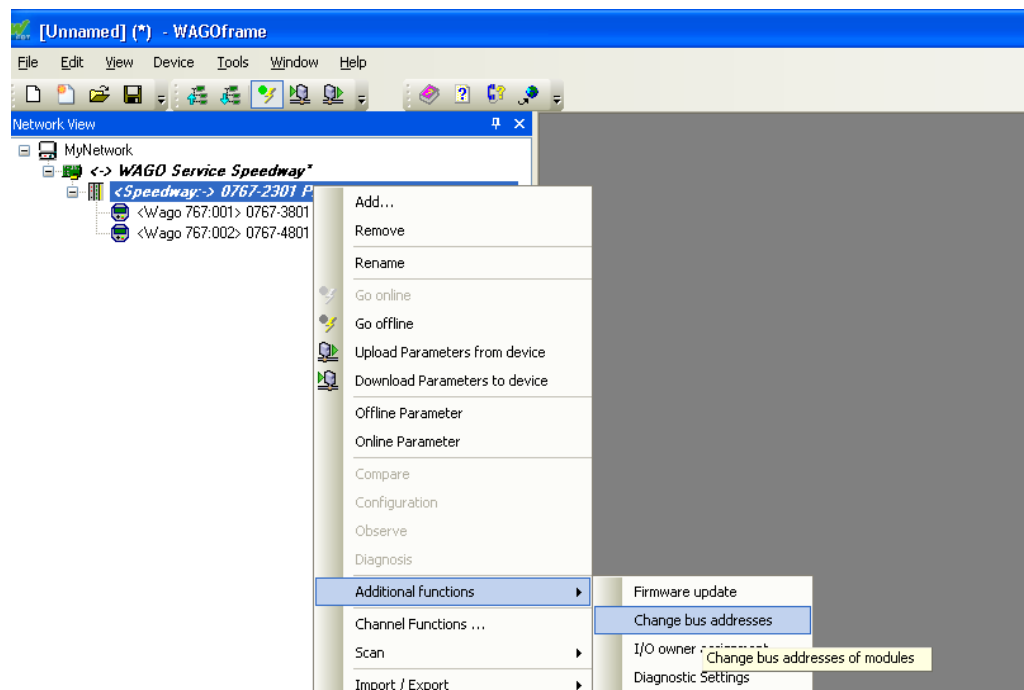 [Unnamed] (*) - WAGOframe
File Edit View Device Tools Window Help
Network View
MyNetwork
<-> WAGO Service Speedway*
<Speedway:-> 0767-2301
<Wago 767:001> 0767-3801
<Wago 767:002> 0767-4801
Add...
Remove
Rename
Go online
Go offline
Upload Parameters from device
Download Parameters to device
Offline Parameter
Online Parameter
Compare
Configuration
Observe
Diagnosis
Additional functions
Channel Functions ...
Scan
Import / Export
Firmware update
Change bus addresses
I/O owner
Change bus addresses of modules
Diagnostic Settings